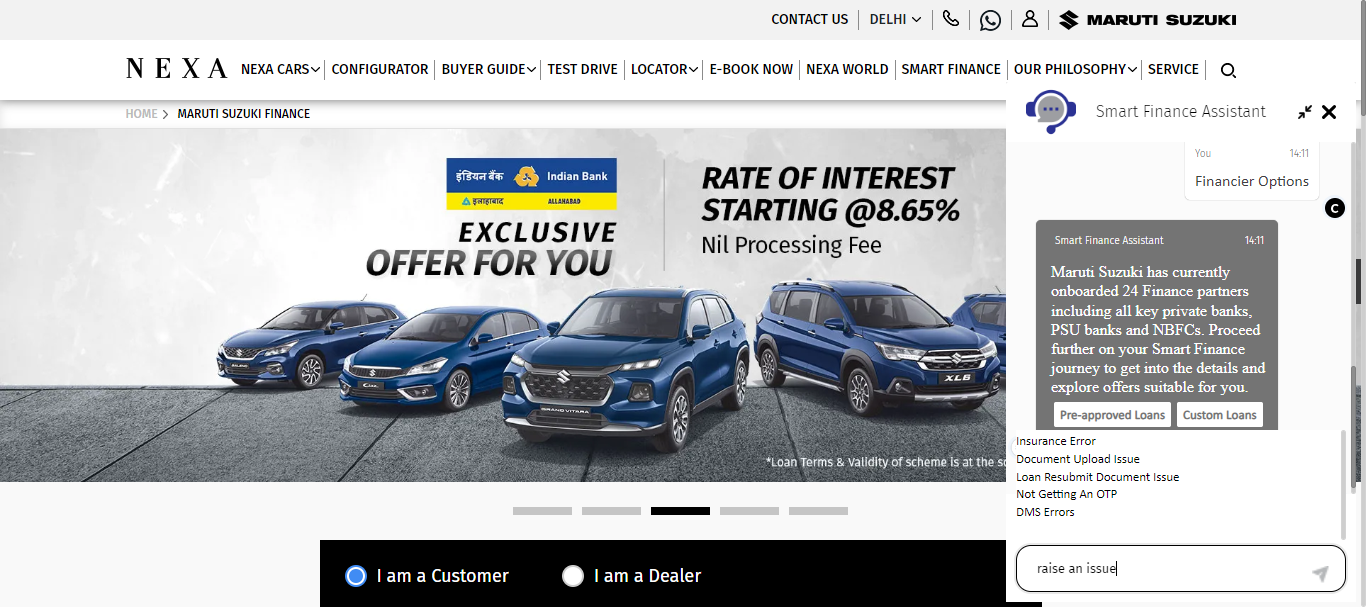 CONTACT US
DELHI
MARUTI SUZUKI
NEXA
NEXA CARS
CONFIGURATOR
BUYER GUIDE
TEST DRIVE
LOCATOR
E-BOOK NOW
NEXA WORLD
SMART FINANCE
OUR PHILOSOPHY
SERVICE
HOME
MARUTI SUZUKI FINANCE
इंडियन बैंक
Indian Bank
इलाहाबाद
ALLAHABAD
EXCLUSIVE
OFFER FOR YOU
RATE OF INTEREST
STARTING @8.65%
Nil Processing Fee
GRAND VITARA
XL6
*Loan Terms & Validity of scheme is at the
I am a Customer
I am a Dealer
Smart Finance Assistant
You
14:11
Financier Options
C
Smart Finance Assistant
14:11
Maruti Suzuki has currently
onboarded 24 Finance partners
including all key private banks,
PSU banks and NBFCs. Proceed
further on your Smart Finance
journey to get into the details and
explore offers suitable for you.
Pre-approved Loans
Custom Loans
Insurance Error
Document Upload Issue
Loan Resubmit Document Issue
Not Getting An OTP
DMS Errors
raise an issue